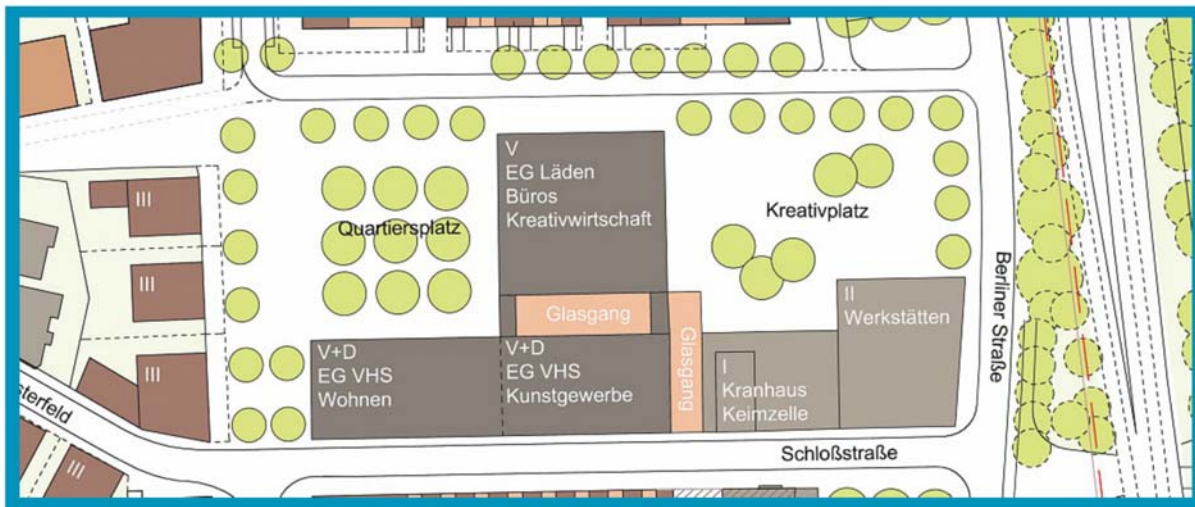 V
EG Läden
Büros
Kreativwirtschaft
Quartiersplatz
Kreativplatz
III
III
III
III
Glasgang
Glasgang
V+D
EG VHS
Wohnen
V+D
EG VHS
Kunstgewerbe
I
Kranhaus
Keimzelle
II
Werkstätten
Berliner Straße
Schloßstraße
sterfeld